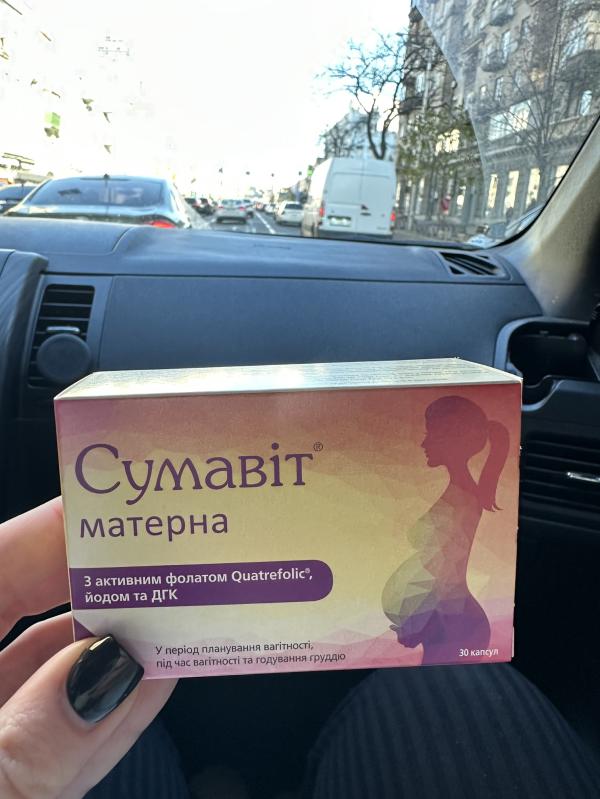 Сумавіт®
матерна
З активним фолатом Quatrefolic®,
йодом та ДГК
У період планування вагітності,
під час вагітності та годування груддю
30 капсул